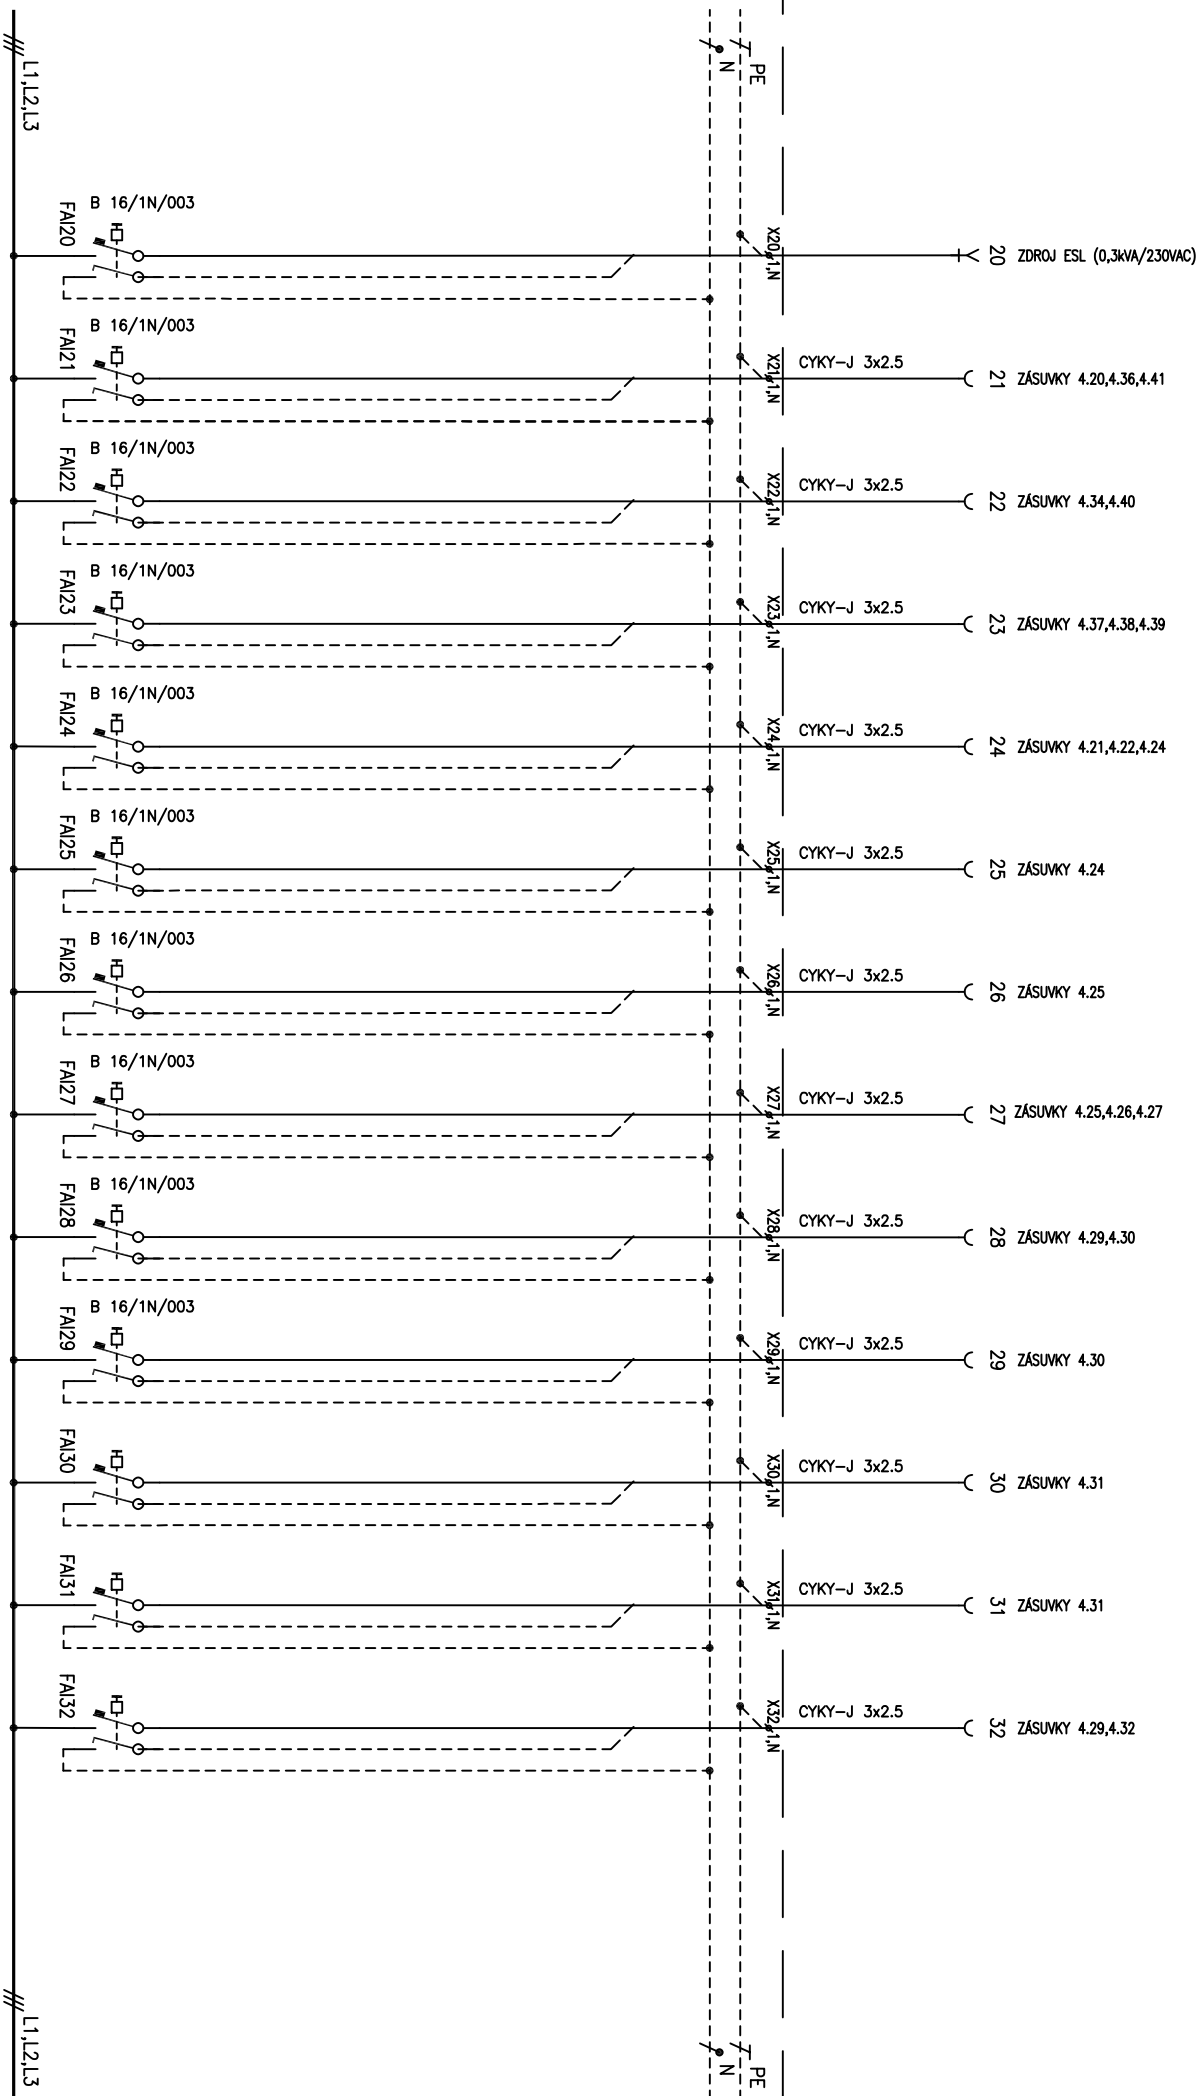 L1,L2,L3
N
PE
B 16/1N/003
FAI20
X20
1,N
20
ZDROJ ESL (0,3kVA/230VAC)
B 16/1N/003
FAI21
X21
1,N
CYKY-J 3x2.5
21
ZÁSUVKY 4.20,4.36,4.41
B 16/1N/003
FAI22
X22
1,N
CYKY-J 3x2.5
22
ZÁSUVKY 4.34,4.40
B 16/1N/003
FAI23
X23
1,N
CYKY-J 3x2.5
23
ZÁSUVKY 4.37,4.38,4.39
B 16/1N/003
FAI24
X24
1,N
CYKY-J 3x2.5
24
ZÁSUVKY 4.21,4.22,4.24
B 16/1N/003
FAI25
X25
1,N
CYKY-J 3x2.5
25
ZÁSUVKY 4.24
B 16/1N/003
FAI26
X26
1,N
CYKY-J 3x2.5
26
ZÁSUVKY 4.25
B 16/1N/003
FAI27
X27
1,N
CYKY-J 3x2.5
27
ZÁSUVKY 4.25,4.26,4.27
B 16/1N/003
FAI28
X28
1,N
CYKY-J 3x2.5
28
ZÁSUVKY 4.29,4.30
B 16/1N/003
FAI29
X29
1,N
CYKY-J 3x2.5
29
ZÁSUVKY 4.30
FAI30
X30
1,N
CYKY-J 3x2.5
30
ZÁSUVKY 4.31
FAI31
X31
1,N
CYKY-J 3x2.5
31
ZÁSUVKY 4.31
FAI32
X32
1,N
CYKY-J 3x2.5
32
ZÁSUVKY 4.29,4.32
L1,L2,L3
N
PE